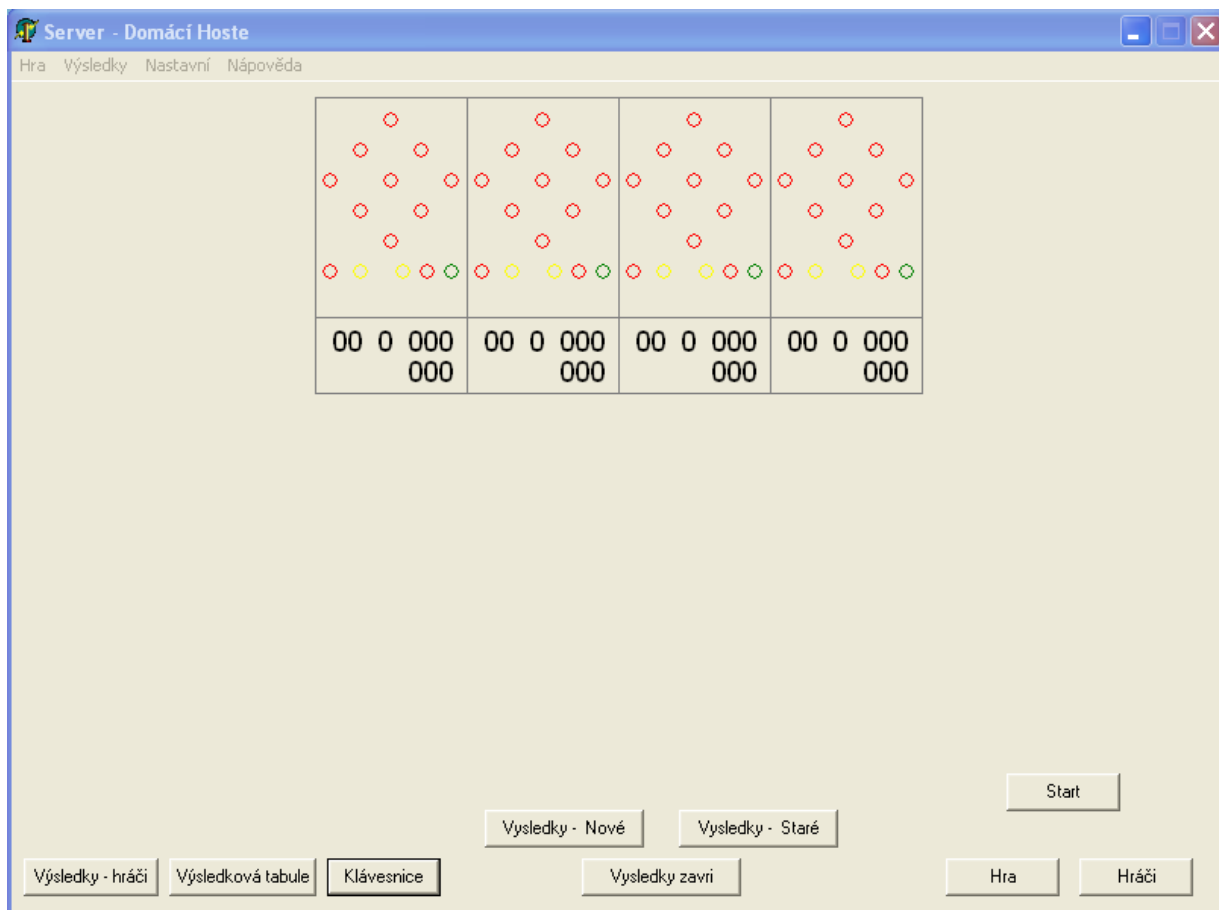 Server - Domácí Hoste
Hra Výsledky Nastavní Nápověda
00 0 000 00 0 000 00 0 000 00 0 000
000 000 000 000
Start
Vysledky - Nové Vysledky - Staré
Výsledky - hráči Výsledková tabule Klávesnice Vysledky zavri Hra Hráči